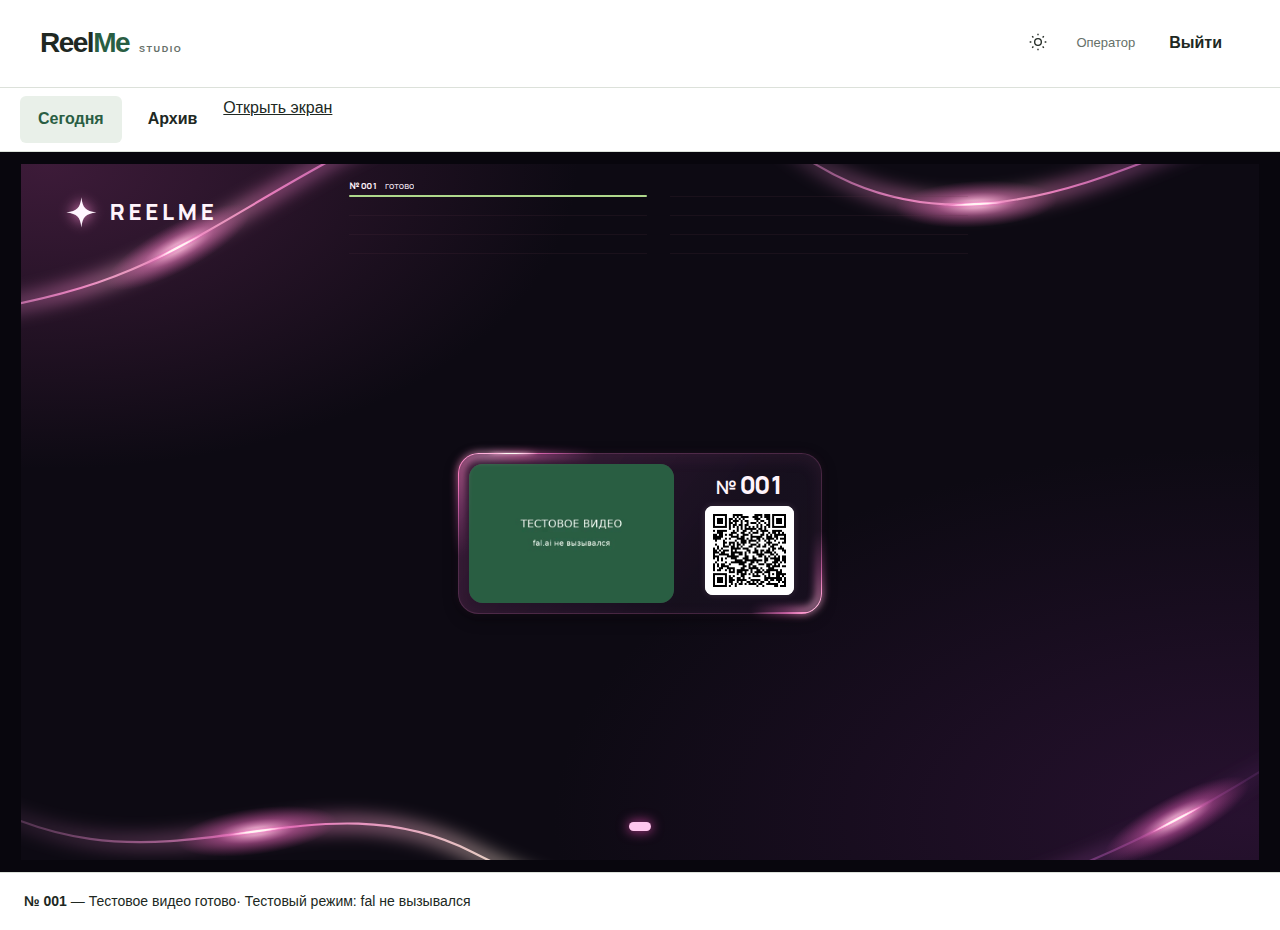 ReelMe STUDIO
Оператор
Выйти
Сегодня
Архив
Открыть экран
REELME
№ 001 ГОТОВО
ТЕСТОВОЕ ВИДЕО
fal.ai не вызывался
№ 001
№ 001 — Тестовое видео готово· Тестовый режим: fal не вызывался